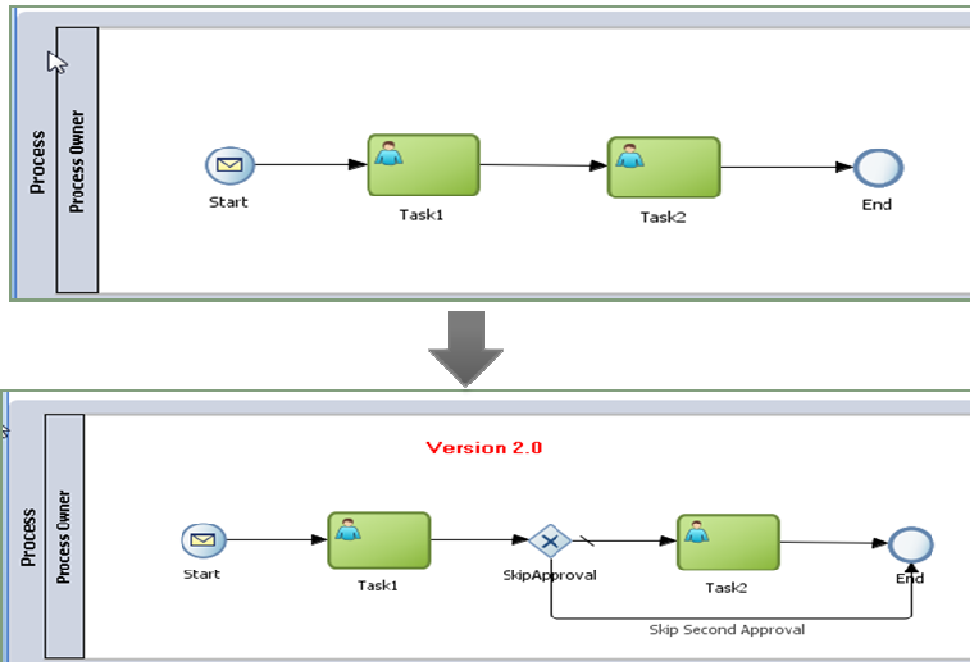 Process
Process Owner
Start
Task1
Task2
End
Version 2.0
Process
Process Owner
Start
Task1
SkipApproval
Task2
End
Skip Second Approval